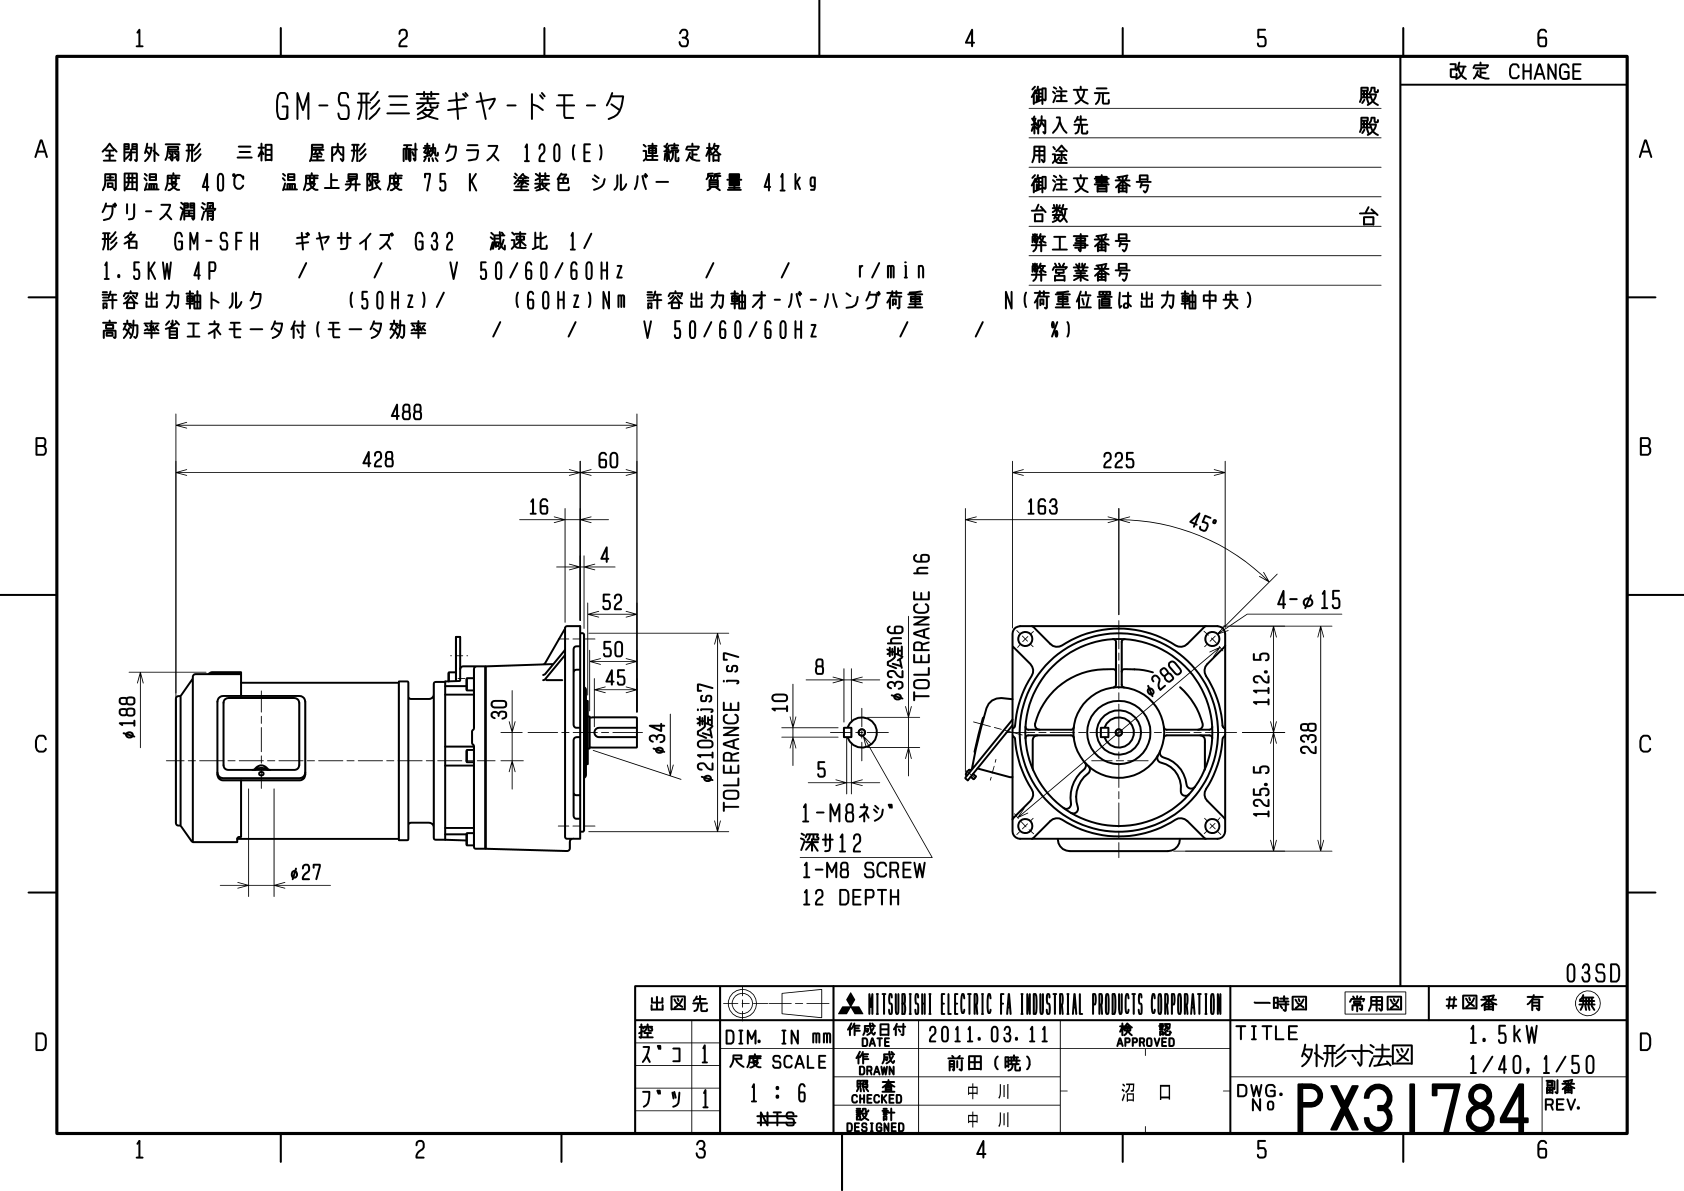 1 2 3 4 5 6
改定 CHANGE
GM-S形三菱ギヤードモータ
全閉外扇形 三相 屋内形 耐熱クラス 120(E) 連続定格
周囲温度 40℃ 温度上昇限度 75 K 塗装色 シルバー 質量 41kg
グリース潤滑
形名 GM-SFH ギヤサイズ G32 減速比 1/
1.5KW 4P / / V 50/60/60Hz / / r/min
許容出力軸トルク (50Hz)/ (60Hz)Nm 許容出力軸オーバーハング荷重 N(荷重位置は出力軸中央)
高効率省エネモータ付(モータ効率 / / V 50/60/60Hz / / %)
御注文元 殿
納入先 殿
用途
御注文書番号
台数 台
弊工事番号
弊営業番号
A A
B B
C C
D D
488
428 60
16
4
52
50
45
φ188
30
φ34
φ210公差js7
TOLERANCE js7
φ27
8
10
5
φ32公差h6
TOLERANCE h6
1-M8ネジ
深サ12
1-M8 SCREW
12 DEPTH
225
163
45°
4-φ15
φ280
112.5
238
125.5
03SD
出図先
控
ズコ 1
ブツ 1
DIM. IN mm
尺度 SCALE
1 : 6
NTS
MITSUBISHI ELECTRIC FA INDUSTRIAL PRODUCTS CORPORATION
作成日付 DATE 2011.03.11
検認 APPROVED
作成 DRAWN 前田(暁)
照査 CHECKED 中川
沼口
設計 DESIGNED 中川
一時図 常用図 #図番 有 無
TITLE 1.5kW
外形寸法図 1/40,1/50
DWG. No PX31784
副番 REV.
1 2 3 4 5 6